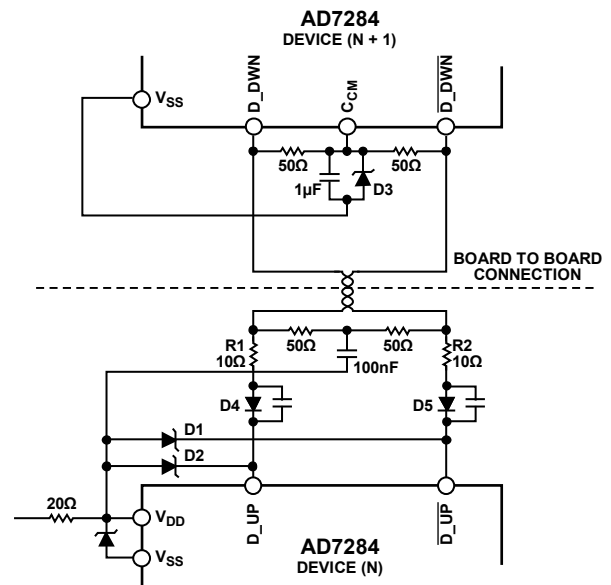 AD7284
DEVICE (N + 1)
D_DWN
C_CM
D_DWN
V_SS
50Ω
50Ω
1µF
D3
BOARD TO BOARD
CONNECTION
50Ω
50Ω
R1
10Ω
R2
10Ω
100nF
D4
D5
D1
D2
20Ω
V_DD
V_SS
D_UP
D_UP
AD7284
DEVICE (N)